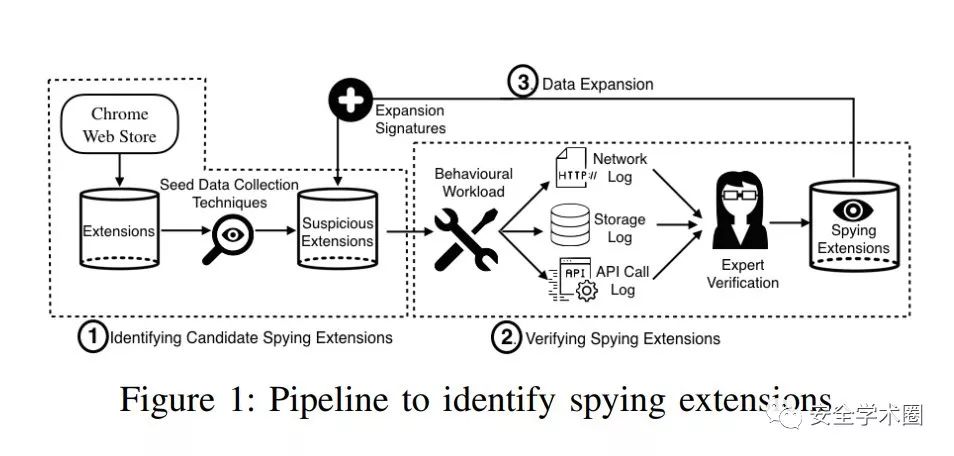 3. Data Expansion
Chrome
Web Store
Expansion
Signatures
Seed Data Collection
Techniques
Extensions
Suspicious
Extensions
Behavioural
Workload
HTTP://
Network
Log
Storage
Log
API
API Call
Log
Expert
Verification
Spying
Extensions
1 Identifying Candidate Spying Extensions
2. Verifying Spying Extensions
Figure 1: Pipeline to identify spying extensions
安全学术圈